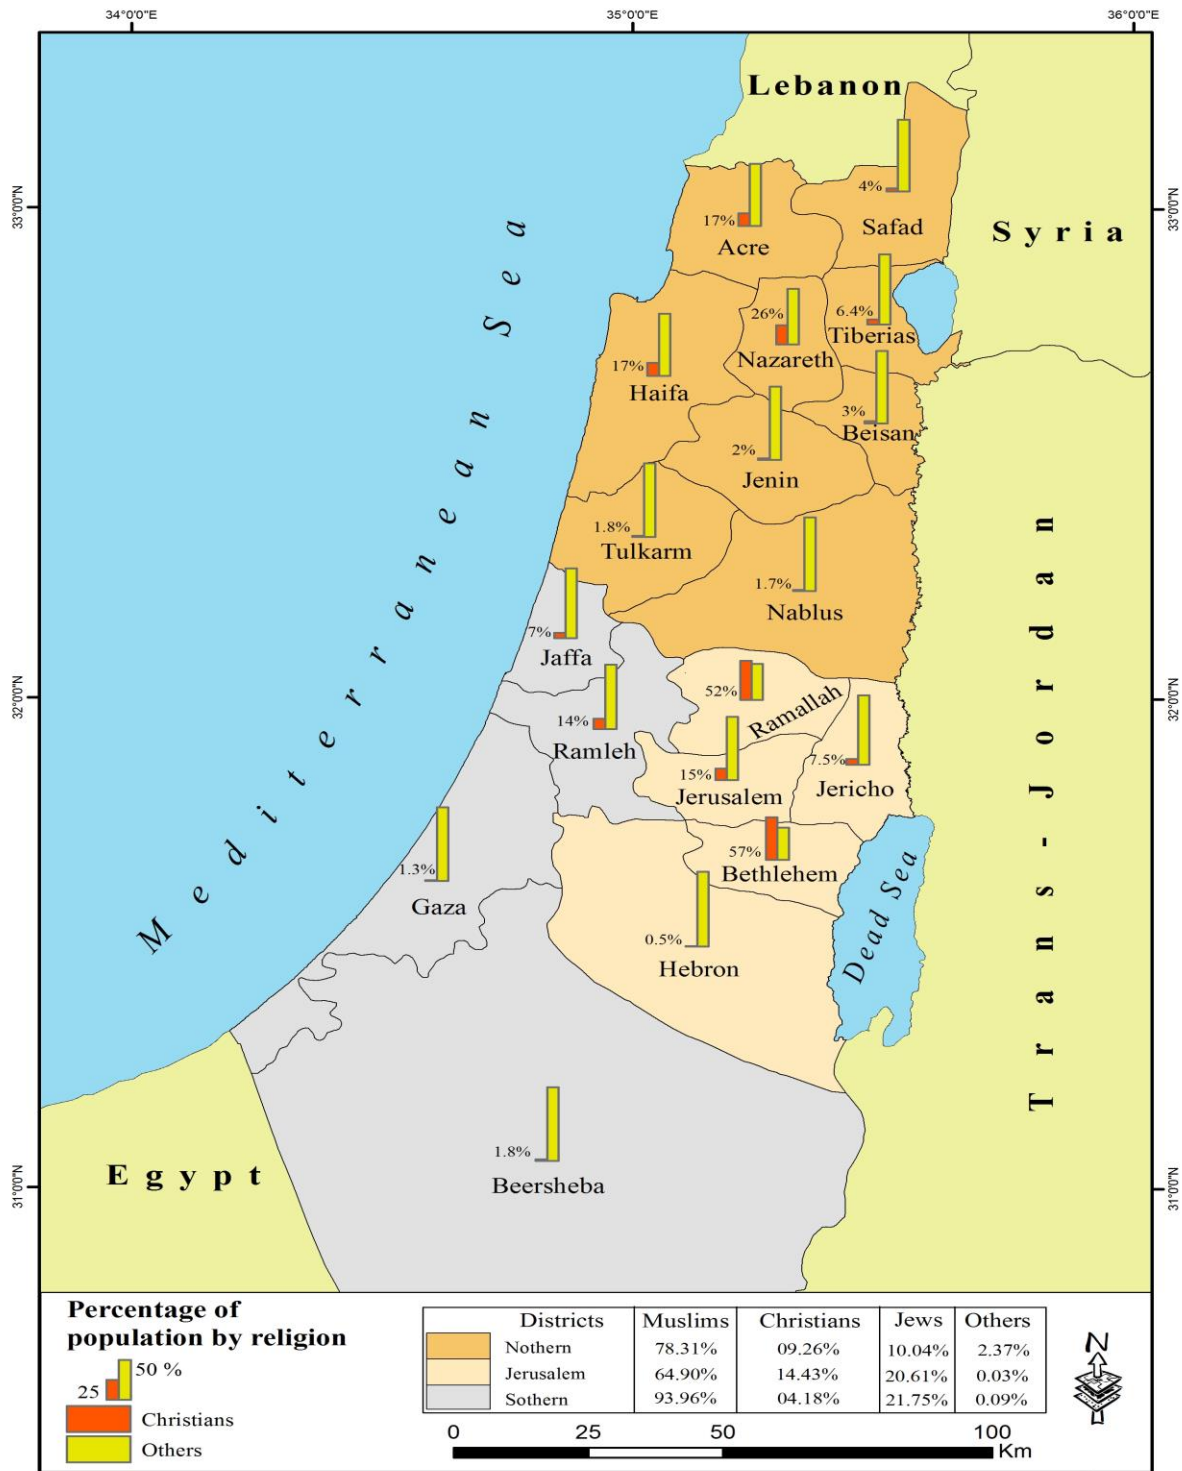 34°0'0"E 35°0'0"E 36°0'0"E
Lebanon
4%
Safad
17%
Acre
33°0'0"N
33°0'0"N
Syria
Mediterranean Sea
26%
Nazareth
6.4%
Tiberias
17%
Haifa
3%
Beisan
2%
Jenin
1.8%
Tulkarm
1.7%
Nablus
Trans-Jordan
7%
Jaffa
52%
Ramallah
32°0'0"N
32°0'0"N
14%
Ramleh
15%
Jerusalem
7.5%
Jericho
57%
Bethlehem
1.3%
Gaza
0.5%
Hebron
Dead Sea
1.8%
Beersheba
Egypt
31°0'0"N
31°0'0"N
Percentage of
population by religion
50 %
25
Christians
Others
Districts Muslims Christians Jews Others
Nothern 78.31% 09.26% 10.04% 2.37%
Jerusalem 64.90% 14.43% 20.61% 0.03%
Sothern 93.96% 04.18% 21.75% 0.09%
N
0 25 50 100
Km